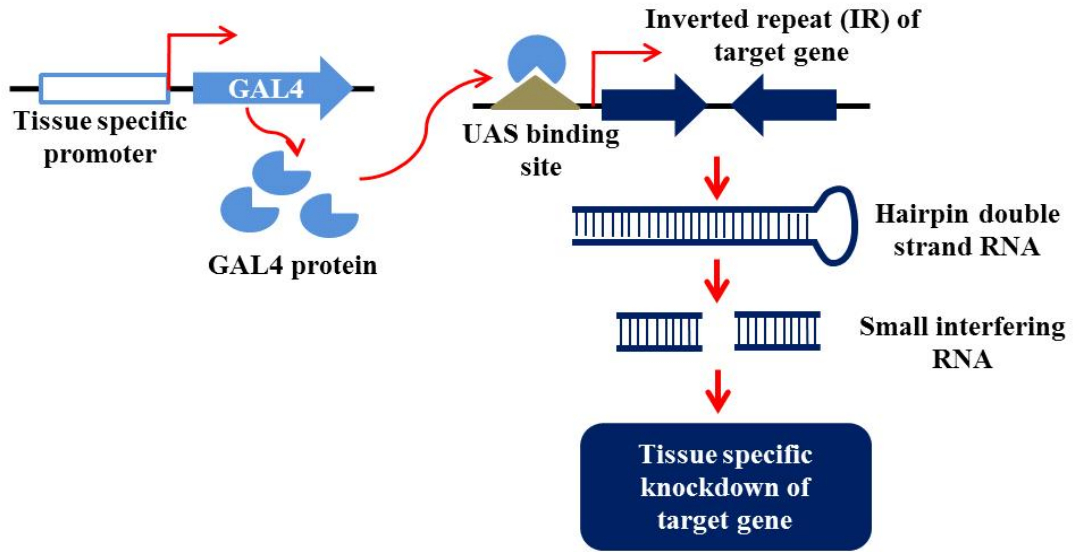 Inverted repeat (IR) of
target gene
GAL4
Tissue specific
promoter
UAS binding
site
GAL4 protein
Hairpin double
strand RNA
Small interfering
RNA
Tissue specific
knockdown of
target gene